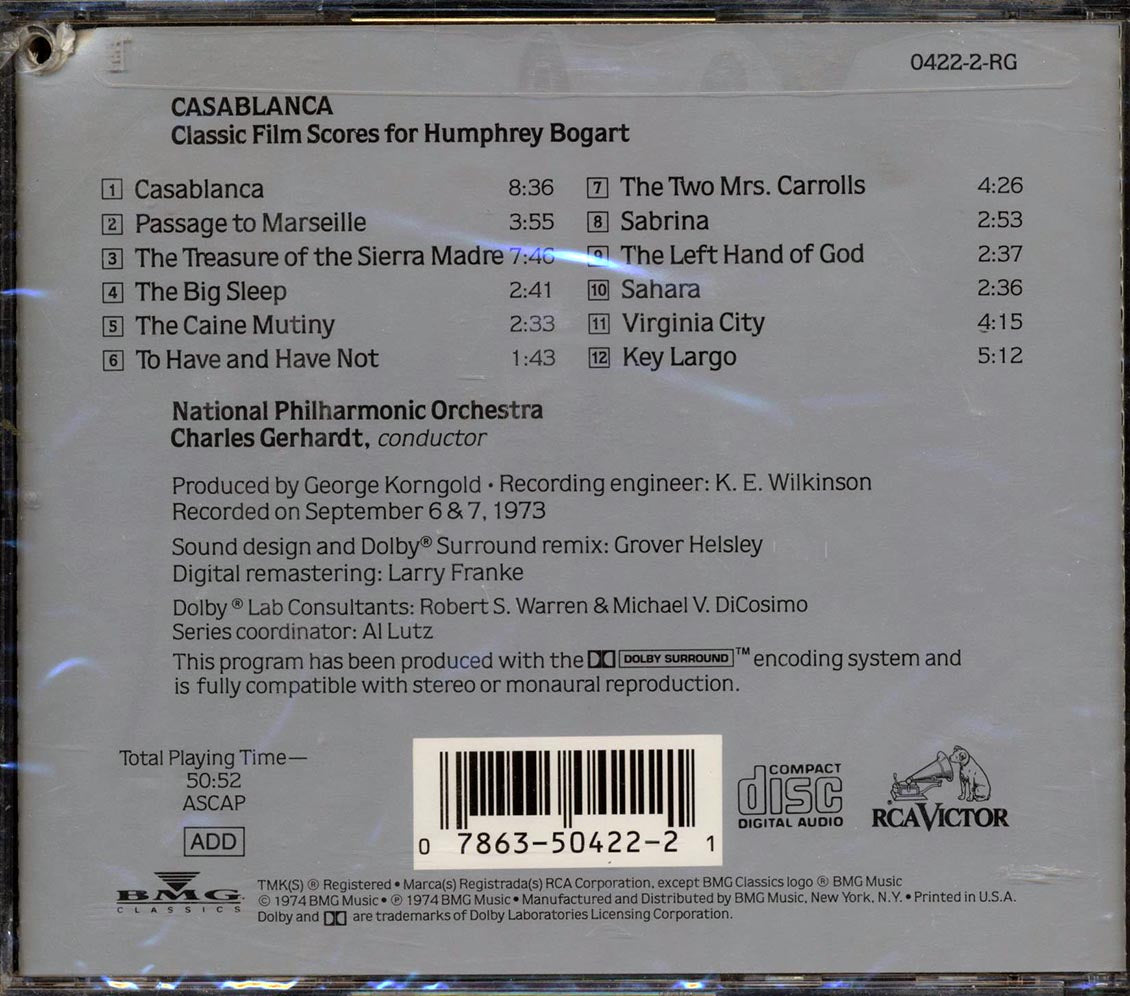 0422-2-RG
CASABLANCA
Classic Film Scores for Humphrey Bogart
1 Casablanca 8:36
2 Passage to Marseille 3:55
3 The Treasure of the Sierra Madre 7:46
4 The Big Sleep 2:41
5 The Caine Mutiny 2:33
6 To Have and Have Not 1:43
7 The Two Mrs. Carrolls 4:26
8 Sabrina 2:53
9 The Left Hand of God 2:37
10 Sahara 2:36
11 Virginia City 4:15
12 Key Largo 5:12
National Philharmonic Orchestra
Charles Gerhardt, conductor
Produced by George Korngold · Recording engineer: K. E. Wilkinson
Recorded on September 6 & 7, 1973
Sound design and Dolby® Surround remix: Grover Helsley
Digital remastering: Larry Franke
Dolby ® Lab Consultants: Robert S. Warren & Michael V. DiCosimo
Series coordinator: Al Lutz
This program has been produced with the DOLBY SURROUND ™ encoding system and
is fully compatible with stereo or monaural reproduction.
Total Playing Time—
50:52
ASCAP
ADD
0 7863-50422-2 1
COMPACT
disc
DIGITAL AUDIO
RCA VICTOR
BMG
CLASSICS
TMK(S) ® Registered • Marca(s) Registrada(s) RCA Corporation, except BMG Classics logo ® BMG Music
© 1974 BMG Music • ℗ 1974 BMG Music • Manufactured and Distributed by BMG Music, New York, N.Y. • Printed in U.S.A.
Dolby and are trademarks of Dolby Laboratories Licensing Corporation.